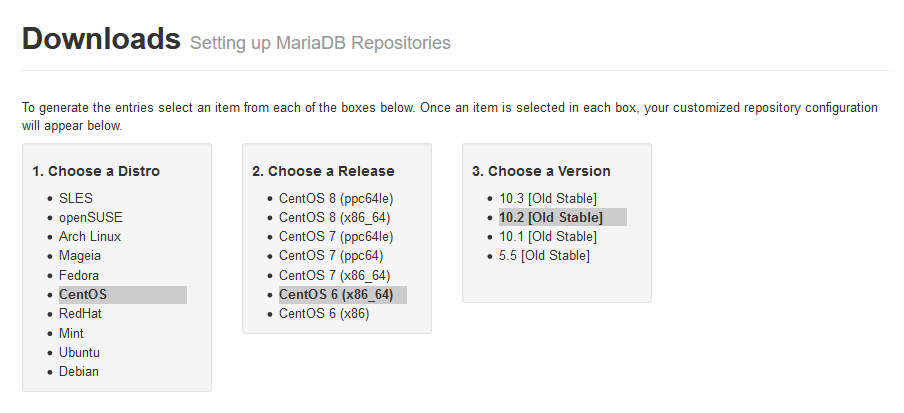 Downloads Setting up MariaDB Repositories
To generate the entries select an item from each of the boxes below. Once an item is selected in each box, your customized repository configuration
will appear below.
1. Choose a Distro
SLES
openSUSE
Arch Linux
Mageia
Fedora
CentOS
RedHat
Mint
Ubuntu
Debian
2. Choose a Release
CentOS 8 (ppc64le)
CentOS 8 (x86_64)
CentOS 7 (ppc64le)
CentOS 7 (ppc64)
CentOS 7 (x86_64)
CentOS 6 (x86_64)
CentOS 6 (x86)
3. Choose a Version
10.3 [Old Stable]
10.2 [Old Stable]
10.1 [Old Stable]
5.5 [Old Stable]